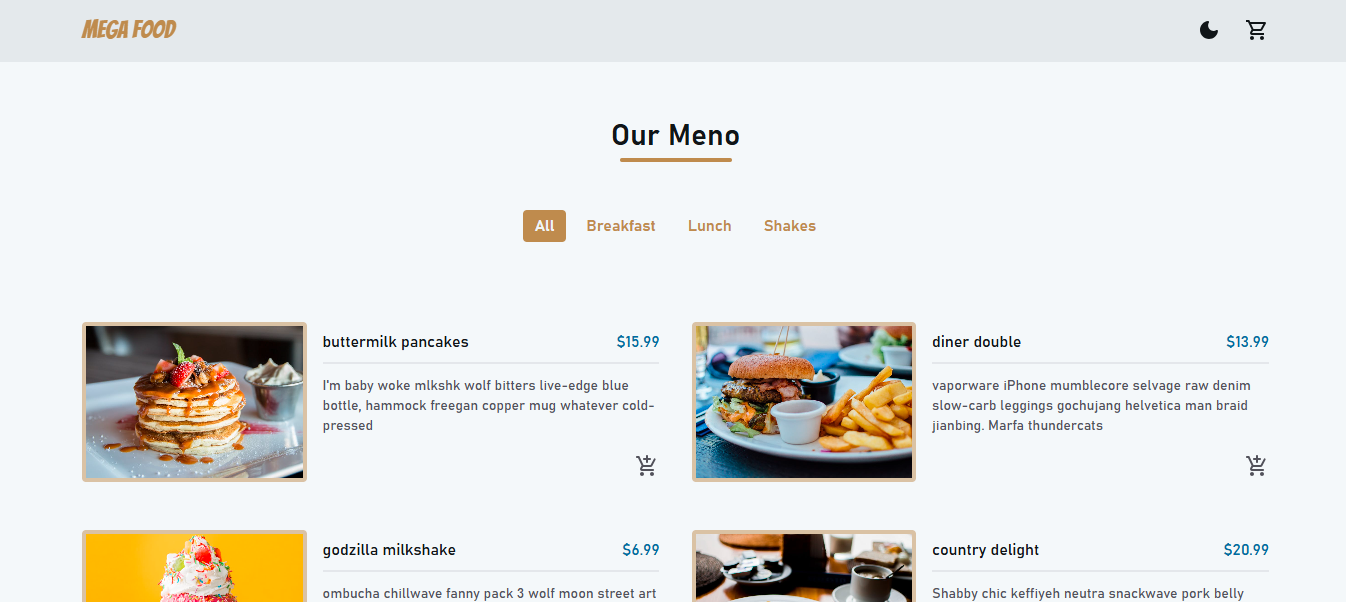 MEGA FOOD
Our Meno
All Breakfast Lunch Shakes
buttermilk pancakes $15.99
I'm baby woke mlkshk wolf bitters live-edge blue
bottle, hammock freegan copper mug whatever cold-
pressed
diner double $13.99
vaporware iPhone mumblecore selvage raw denim
slow-carb leggings gochujang helvetica man braid
jianbing. Marfa thundercats
godzilla milkshake $6.99
ombucha chillwave fanny pack 3 wolf moon street art
country delight $20.99
Shabby chic keffiyeh neutra snackwave pork belly